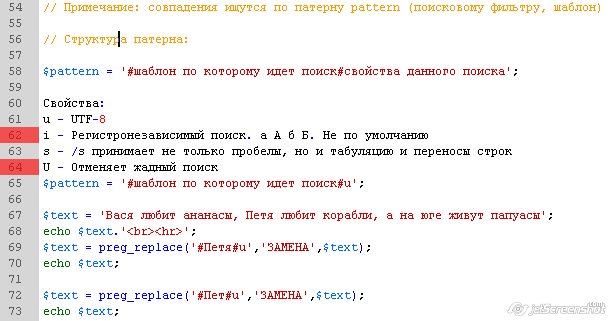 54 // Примечание: совпадения ищутся по патерну pattern (поисковому фильтру, шаблон)
55
56 // Структура патерна:
57
58 $pattern = '#шаблон по которому идет поиск#свойства данного поиска';
59
60 Свойства:
61 u - UTF-8
62 i - Регистронезависимый поиск. а А б Б. Не по умолчанию
63 s - /s принимает не только пробелы, но и табуляцию и переносы строк
64 U - Отменяет жадный поиск
65 $pattern = '#шаблон по которому идет поиск#u';
66
67 $text = 'Вася любит ананасы, Петя любит корабли, а на юге живут папуасы';
68 echo $text.'<br><hr>';
69 $text = preg_replace('#Петя#u','ЗАМЕНА',$text);
70 echo $text;
71
72 $text = preg_replace('#Пет#u','ЗАМЕНА',$text);
73 echo $text;
jetScreenshot